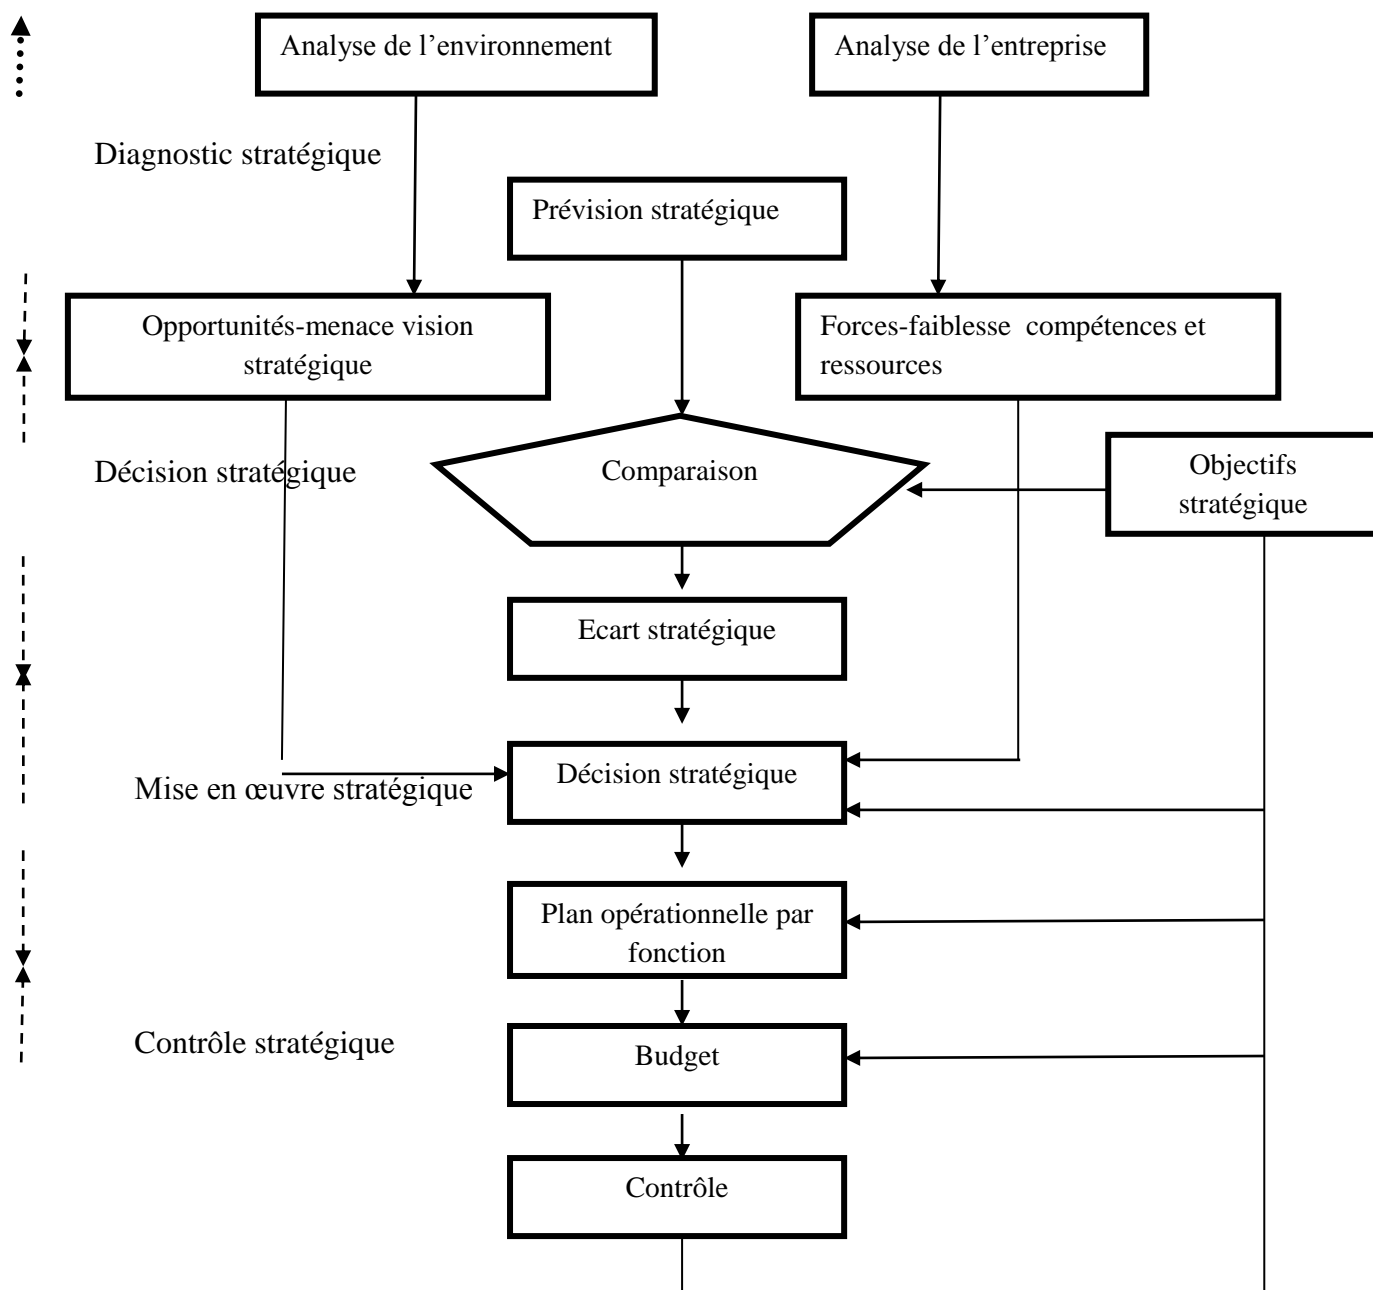 Analyse de l’environnement
Analyse de l’entreprise
Diagnostic stratégique
Prévision stratégique
Opportunités-menace vision
stratégique
Forces-faiblesse compétences et
ressources
Décision stratégique
Comparaison
Objectifs
stratégique
Ecart stratégique
Décision stratégique
Mise en œuvre stratégique
Plan opérationnelle par
fonction
Contrôle stratégique
Budget
Contrôle